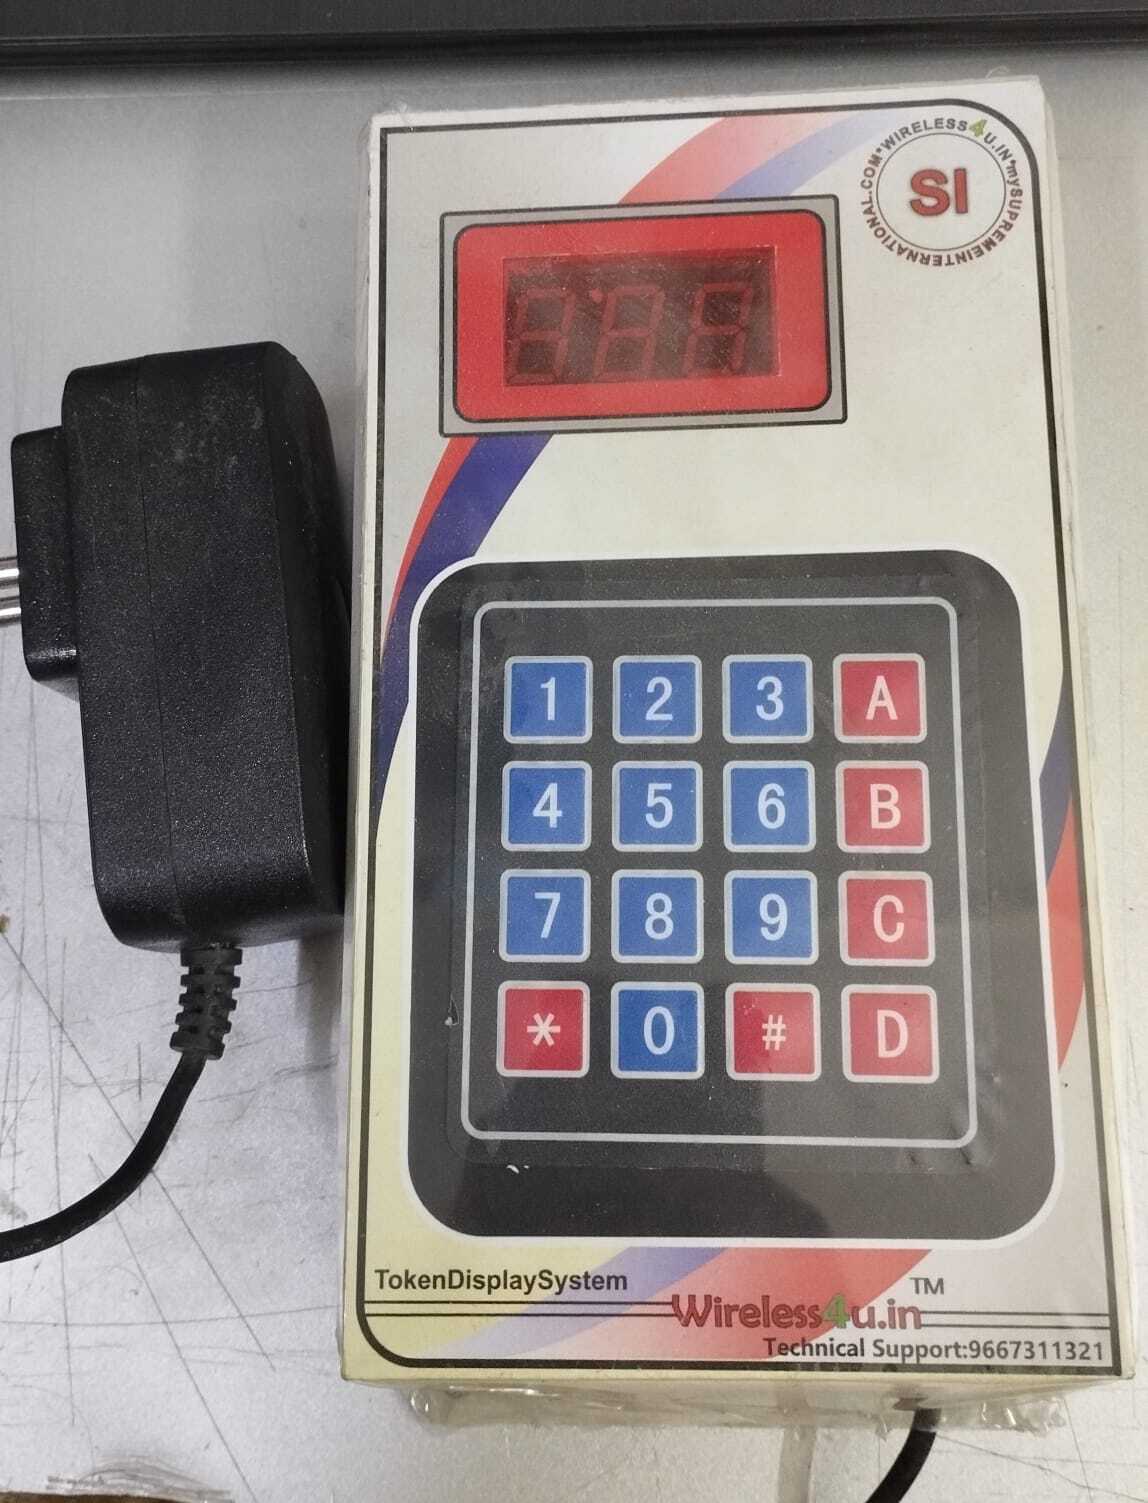 WIRELESS4U.IN*mySUPREMEINTERNATIONAL.COM*
SI
1 2 3 A
4 5 6 B
7 8 9 C
* 0 # D
TokenDisplaySystem
Wireless4u.in TM
Technical Support:9667311321